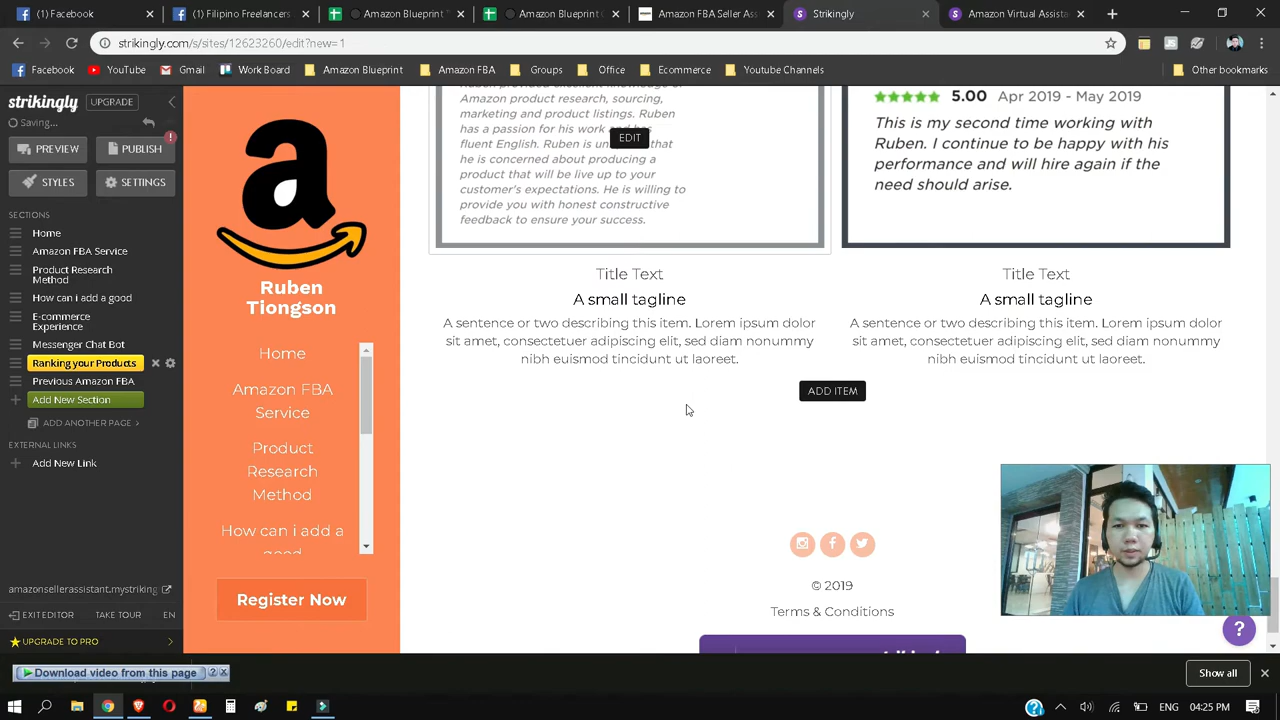 (1) Facebook
(1) Filipino Freelancers
Amazon Blueprint
Amazon Blueprint
Amazon FBA Seller Ass
Strikingly
Amazon Virtual Assista
strikingly.com/s/sites/12623260/edit?new=1
Facebook
YouTube
Gmail
Work Board
Amazon Blueprint
Amazon FBA
Groups
Office
Ecommerce
Youtube Channels
Other bookmarks
strikingly
UPGRADE
Saving...
PREVIEW
PUBLISH
STYLES
SETTINGS
SECTIONS
Home
Amazon FBA Service
Product Research
Method
How can i add a good
E-commerce
Experience
Messenger Chat Bot
Ranking your Products
Previous Amazon FBA
Add New Section
ADD ANOTHER PAGE >
EXTERNAL LINKS
Add New Link
amazonsellerassistant.mystriking
EXIT EDITOR
TAKE TOUR
EN
UPGRADE TO PRO
Ruben
Tiongson
Home
Amazon FBA
Service
Product
Research
Method
How can i add a
good
Register Now
Amazon product research, sourcing,
marketing and product listings. Ruben
has a passion for his work and has
fluent English. Ruben is un that
he is concerned about producing a
product that will be live up to your
customer's expectations. He is willing to
provide you with honest constructive
feedback to ensure your success.
EDIT
5.00 Apr 2019 - May 2019
This is my second time working with
Ruben. I continue to be happy with his
performance and will hire again if the
need should arise.
Title Text
A small tagline
A sentence or two describing this item. Lorem ipsum dolor
sit amet, consectetuer adipiscing elit, sed diam nonummy
nibh euismod tincidunt ut laoreet.
Title Text
A small tagline
A sentence or two describing this item. Lorem ipsum dolor
sit amet, consectetuer adipiscing elit, sed diam nonummy
nibh euismod tincidunt ut laoreet.
ADD ITEM
© 2019
Terms & Conditions
?
Download video from this page
Show all
ENG
04:25 PM